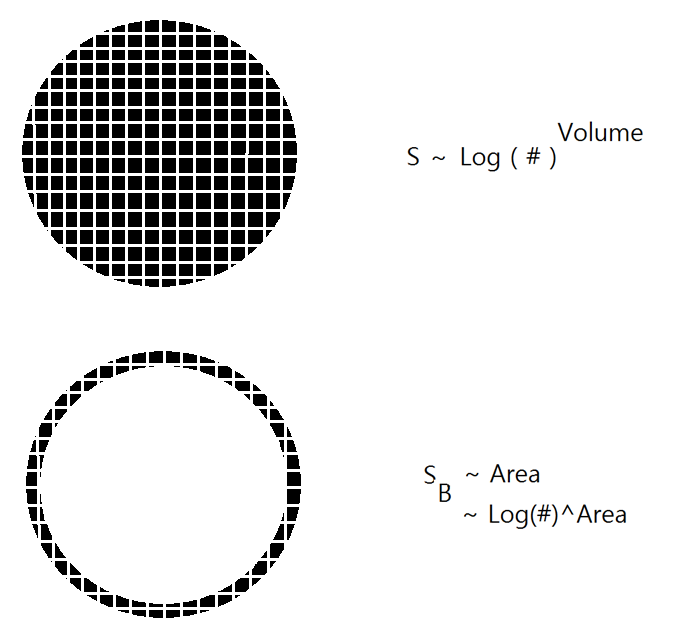 Volume
S ~ Log ( # )
S ~ Area
B
~ Log(#)^Area